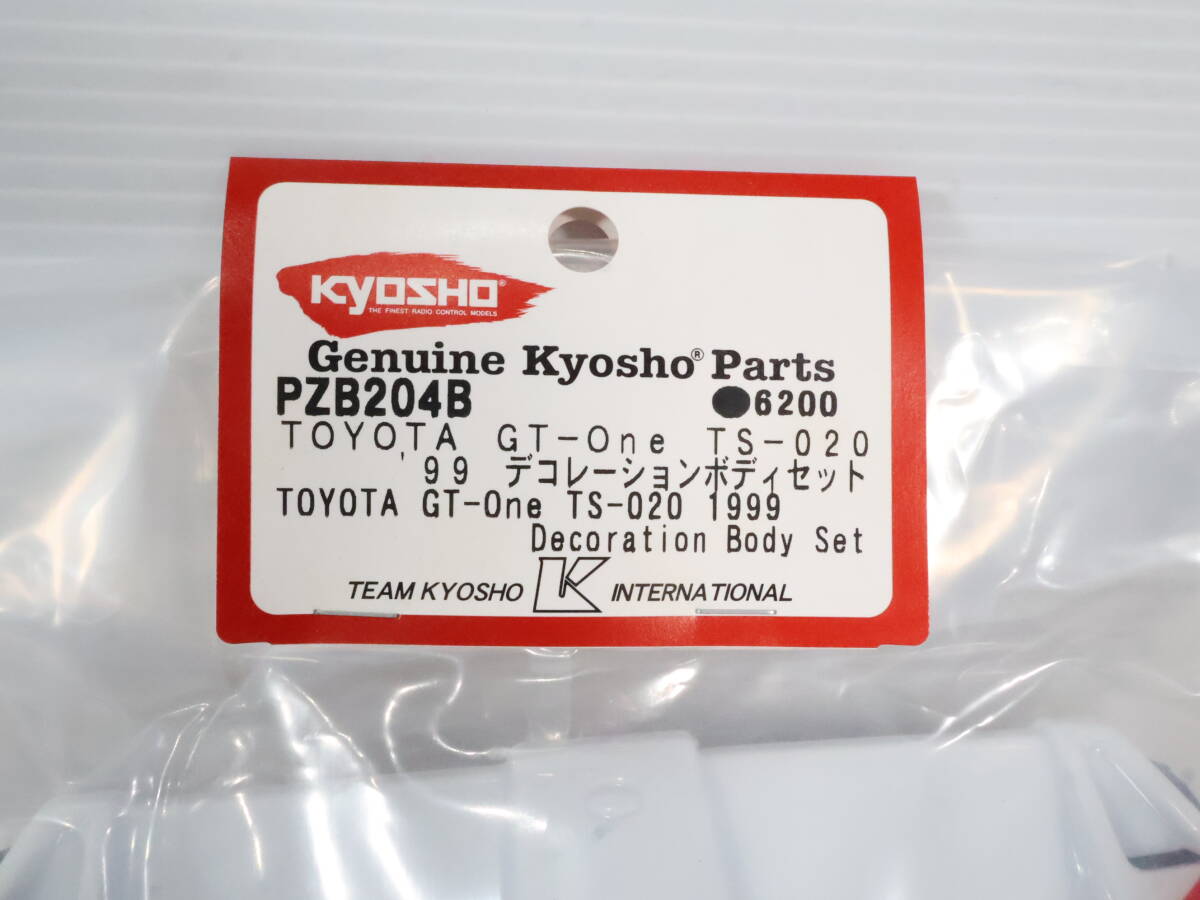 KYOSHO®
THE FINEST RADIO CONTROL MODELS
Genuine Kyosho® Parts
PZB204B ●6200
TOYOTA GT-One TS-020
'99 デコレーションボディセット
TOYOTA GT-One TS-020 1999
Decoration Body Set
TEAM KYOSHO K INTERNATIONAL